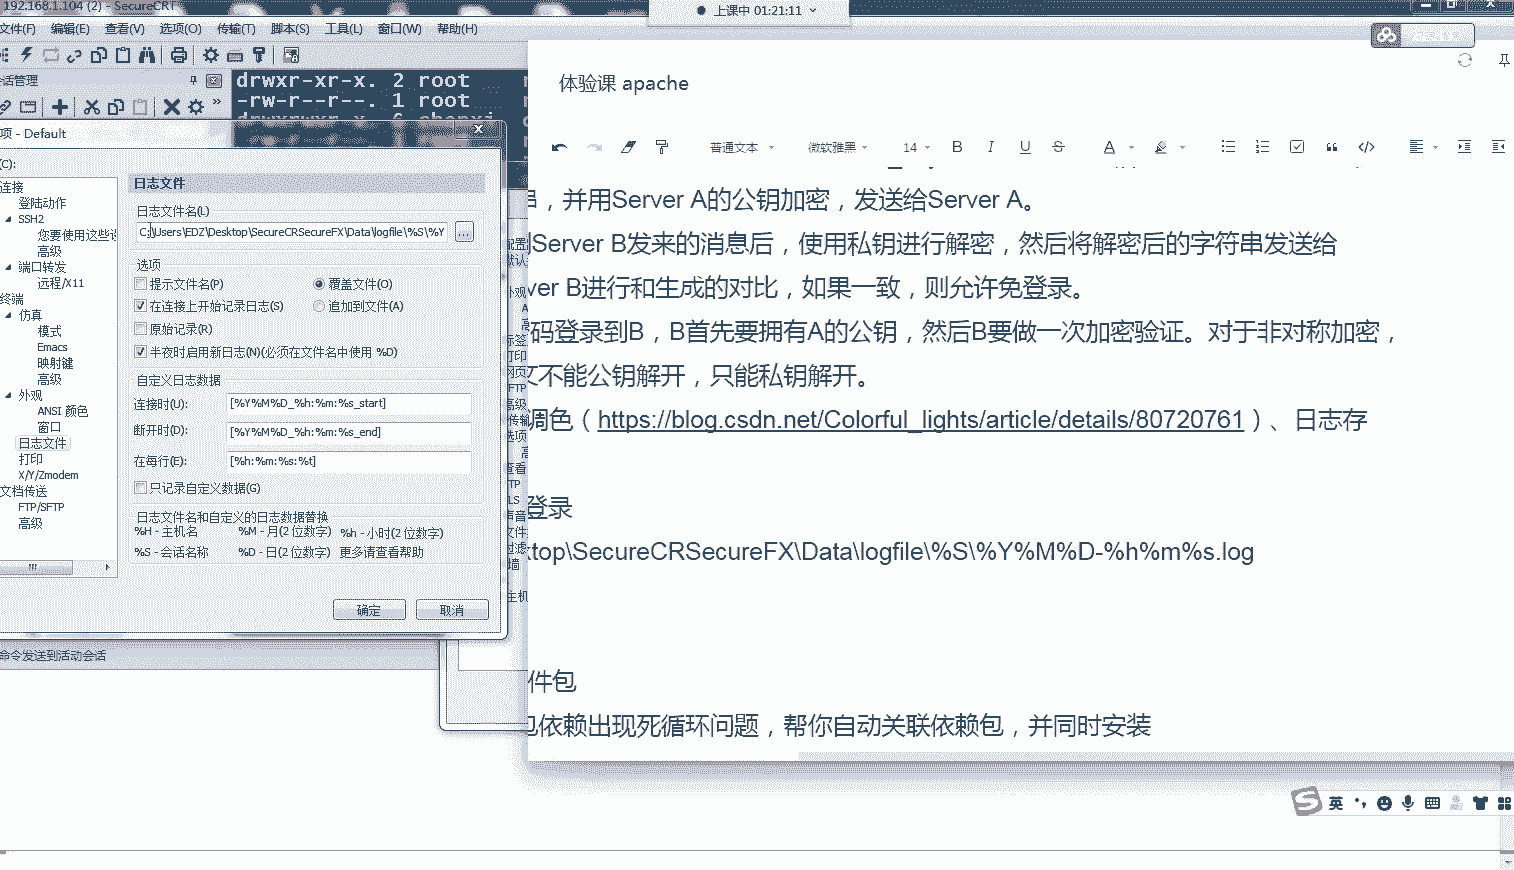 192.168.1.104 (2) - SecureCRT
上课中 01:21:11
文件(F) 编辑(E) 查看(V) 选项(O) 传输(T) 脚本(S) 工具(L) 窗口(W) 帮助(H)
话管理
drwxr-xr-x. 2 root
-rw-r--r--. 1 root
项 - Default
(C):
连接
登陆动作
SSH2
您要使用这些设
高级
端口转发
远程/X11
终端
仿真
模式
Emacs
映射键
高级
外观
ANSI 颜色
窗口
日志文件
打印
X/Y/Zmodem
文档传送
FTP/SFTP
高级
日志文件
日志文件名(L)
C:\Users\EDZ\Desktop\SecureCRSecureFX\Data\logfile\%S\%Y
...
选项
提示文件名(P) 覆盖文件(O)
在连接上开始记录日志(S) 追加到文件(A)
原始记录(R)
半夜时启用新日志(N)(必须在文件名中使用 %D)
自定义日志数据
连接时(U): [%Y%M%D_%h:%m:%s_start]
断开时(D): [%Y%M%D_%h:%m:%s_end]
在每行(E): [%h:%m:%s:%t]
只记录自定义数据(G)
日志文件名和自定义的日志数据替换
%H - 主机名 %M - 月(2 位数字) %h - 小时(2 位数字)
%S - 会话名称 %D - 日(2 位数字) 更多请查看帮助
确定 取消
命令发送到活动会话
体验课 apache
普通文本 微软雅黑 14 B I U S A
串，并用Server A的公钥加密，发送给Server A。
Server B发来的消息后，使用私钥进行解密，然后将解密后的字符串发送给
ver B进行和生成的对比，如果一致，则允许免登录。
码登录到B，B首先要拥有A的公钥，然后B要做一次加密验证。对于非对称加密，
文不能公钥解开，只能私钥解开。
调色（https://blog.csdn.net/Colorful_lights/article/details/80720761）、日志存
登录
ktop\SecureCRSecureFX\Data\logfile\%S\%Y%M%D-%h%m%s.log
件包
包依赖出现死循环问题，帮你自动关联依赖包，并同时安装
英